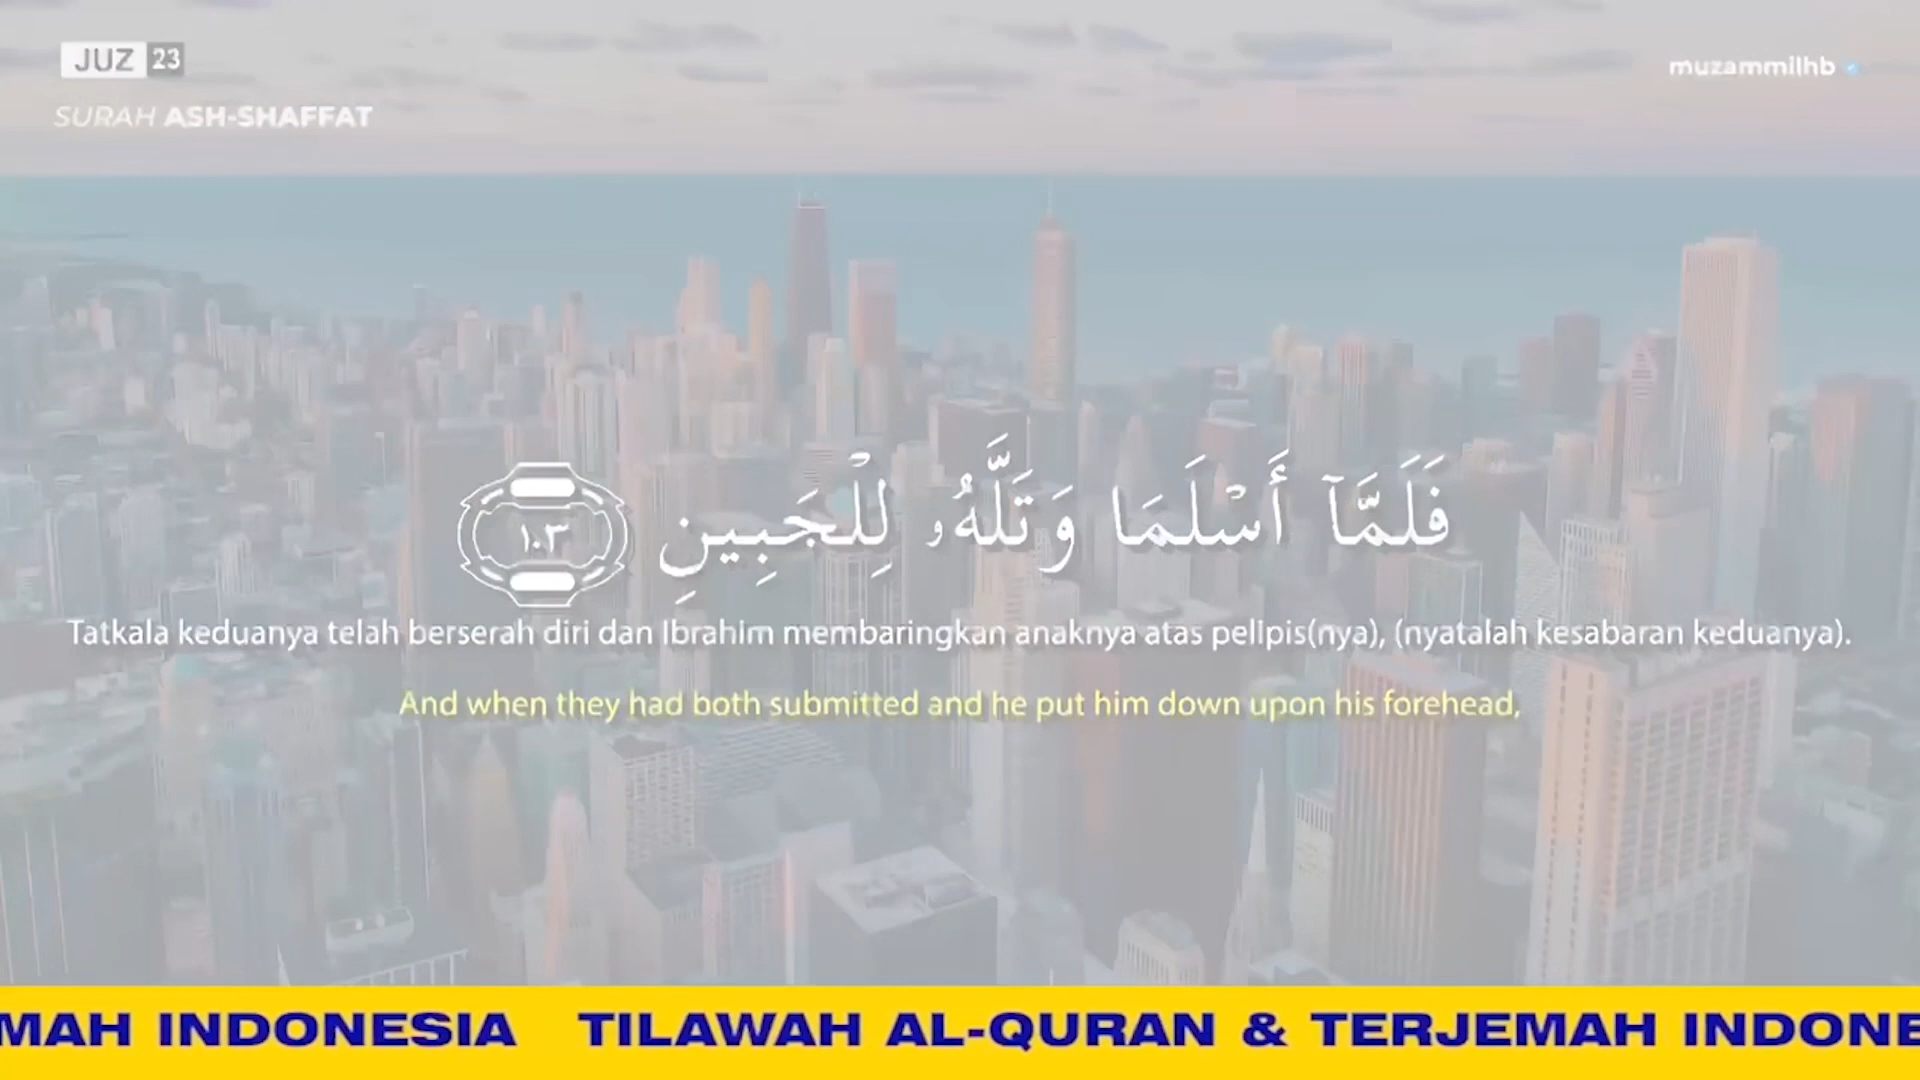 JUZ 23
muzammilhb
SURAH ASH-SHAFFAT
فَلَمَّآ أَسْلَمَا وَتَلَّهُۥ لِلْجَبِينِ ١٠٣
Tatkala keduanya telah berserah diri dan Ibrahim membaringkan anaknya atas pelipis(nya), (nyatalah kesabaran keduanya).
And when they had both submitted and he put him down upon his forehead,
MAH INDONESIA TILAWAH AL-QURAN & TERJEMAH INDONE